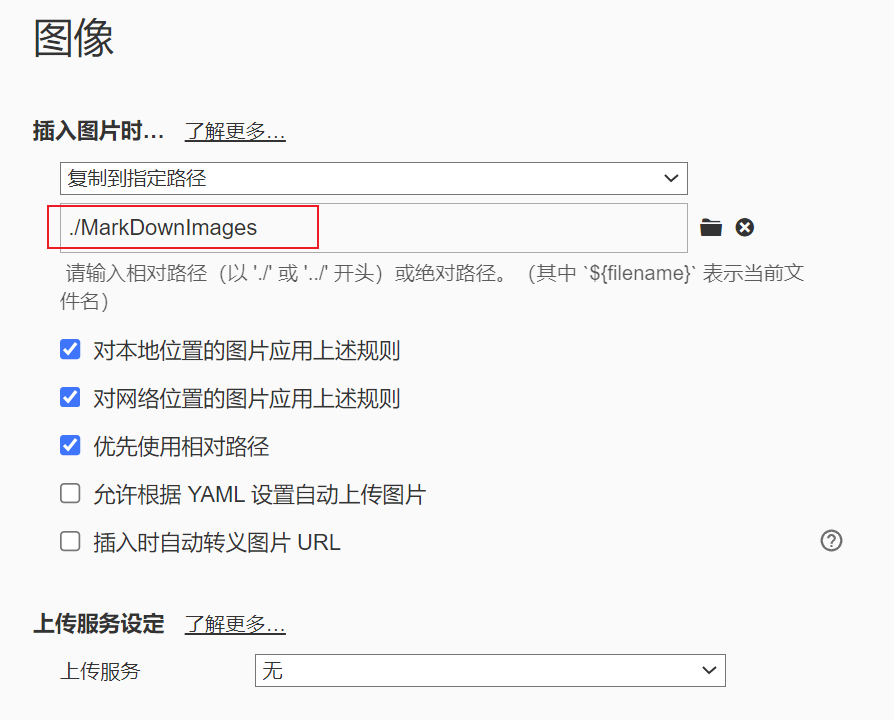 图像
插入图片时... 了解更多...
复制到指定路径
./MarkDownImages
请输入相对路径（以 './' 或 '../' 开头）或绝对路径。（其中 `${filename}` 表示当前文
件名）
对本地位置的图片应用上述规则
对网络位置的图片应用上述规则
优先使用相对路径
允许根据 YAML 设置自动上传图片
插入时自动转义图片 URL
上传服务设定 了解更多...
上传服务 无